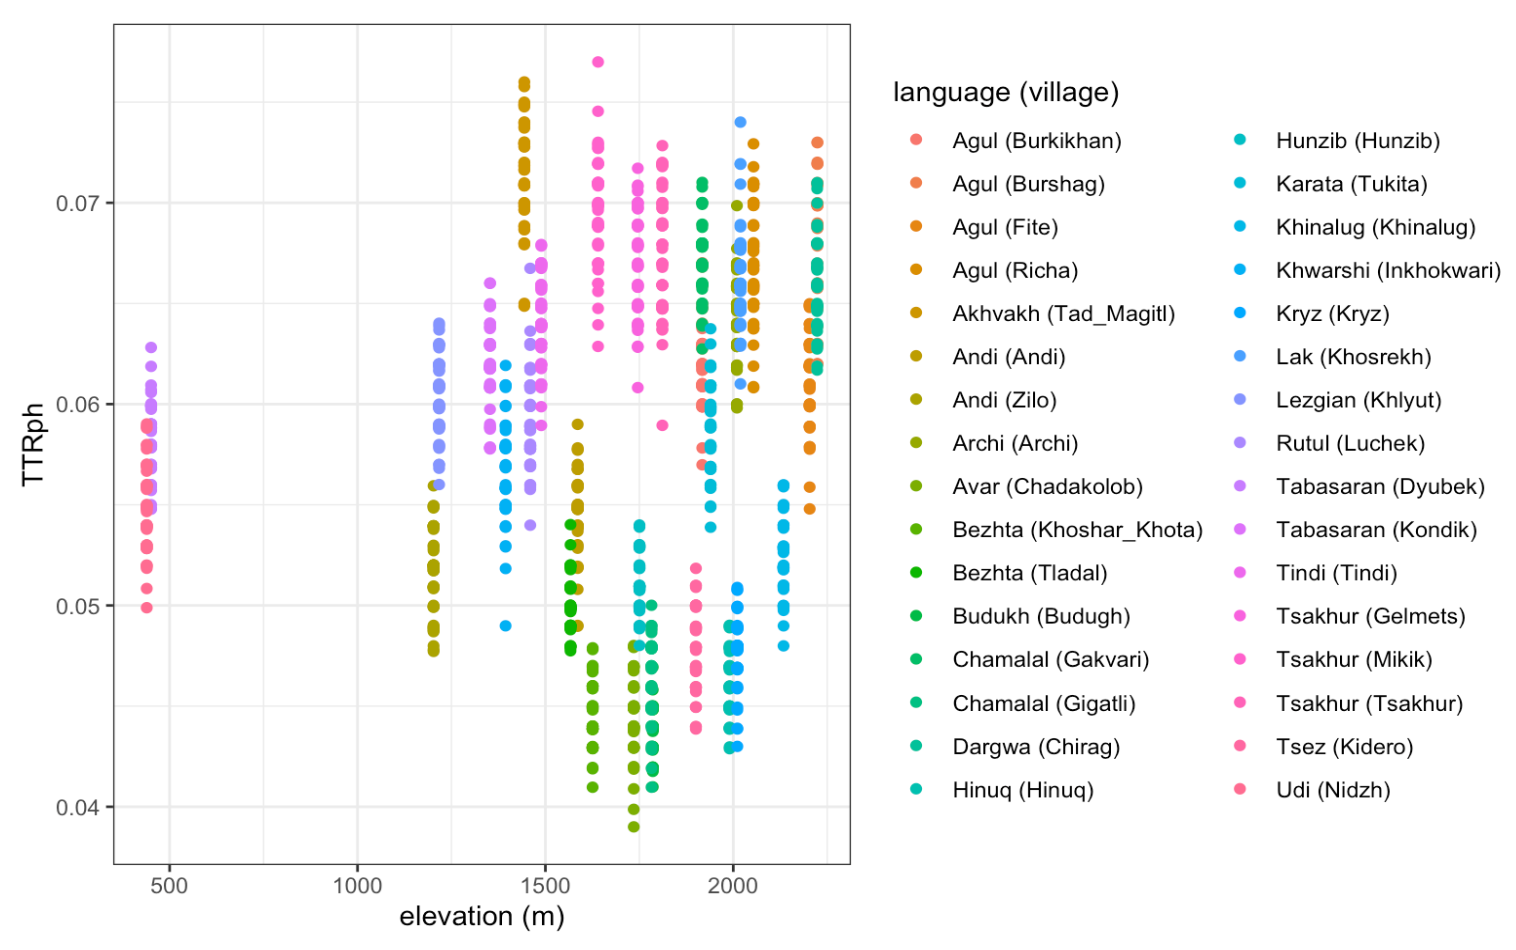 TTRph
0.07
0.06
0.05
0.04
500
1000
1500
2000
elevation (m)
language (village)
Agul (Burkikhan)
Agul (Burshag)
Agul (Fite)
Agul (Richa)
Akhvakh (Tad_Magitl)
Andi (Andi)
Andi (Zilo)
Archi (Archi)
Avar (Chadakolob)
Bezhta (Khoshar_Khota)
Bezhta (Tladal)
Budukh (Budugh)
Chamalal (Gakvari)
Chamalal (Gigatli)
Dargwa (Chirag)
Hinuq (Hinuq)
Hunzib (Hunzib)
Karata (Tukita)
Khinalug (Khinalug)
Khwarshi (Inkhokwari)
Kryz (Kryz)
Lak (Khosrekh)
Lezgian (Khlyut)
Rutul (Luchek)
Tabasaran (Dyubek)
Tabasaran (Kondik)
Tindi (Tindi)
Tsakhur (Gelmets)
Tsakhur (Mikik)
Tsakhur (Tsakhur)
Tsez (Kidero)
Udi (Nidzh)